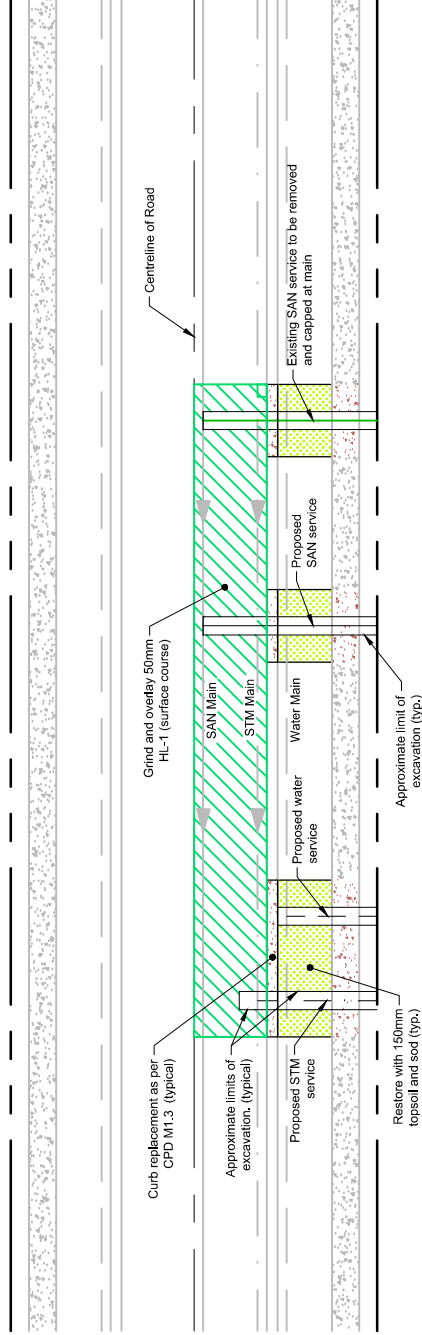 Centreline of Road
Grind and overlay 50mm
HL-1 (surface course)
Curb replacement as per
CPD M1.3 (typical)
SAN Main
STM Main
Approximate limits of
excavation. (typical)
Existing SAN service to be removed
and capped at main
Proposed
SAN service
Water Main
Proposed water
service
Proposed STM
service
Approximate limit of
excavation (typ.)
Restore with 150mm
topsoil and sod (typ.)